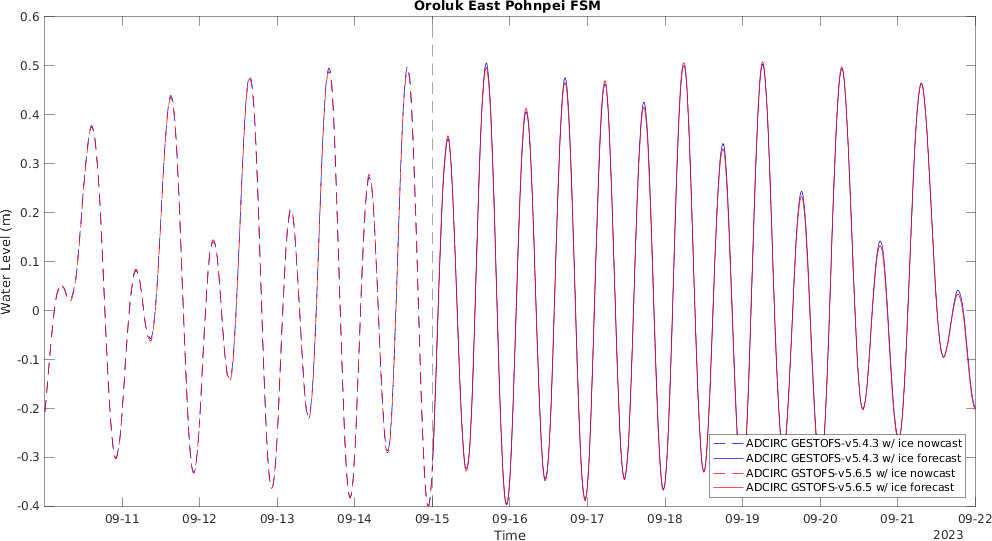 Oroluk East Pohnpei FSM
0.6
0.5
0.4
0.3
0.2
0.1
0
-0.1
-0.2
-0.3
-0.4
Water Level (m)
ADCIRC GESTOFS-v5.4.3 w/ ice nowcast
ADCIRC GESTOFS-v5.4.3 w/ ice forecast
ADCIRC GSTOFS-v5.6.5 w/ ice nowcast
ADCIRC GSTOFS-v5.6.5 w/ ice forecast
09-11 09-12 09-13 09-14 09-15 09-16 09-17 09-18 09-19 09-20 09-21 09-22
Time
2023